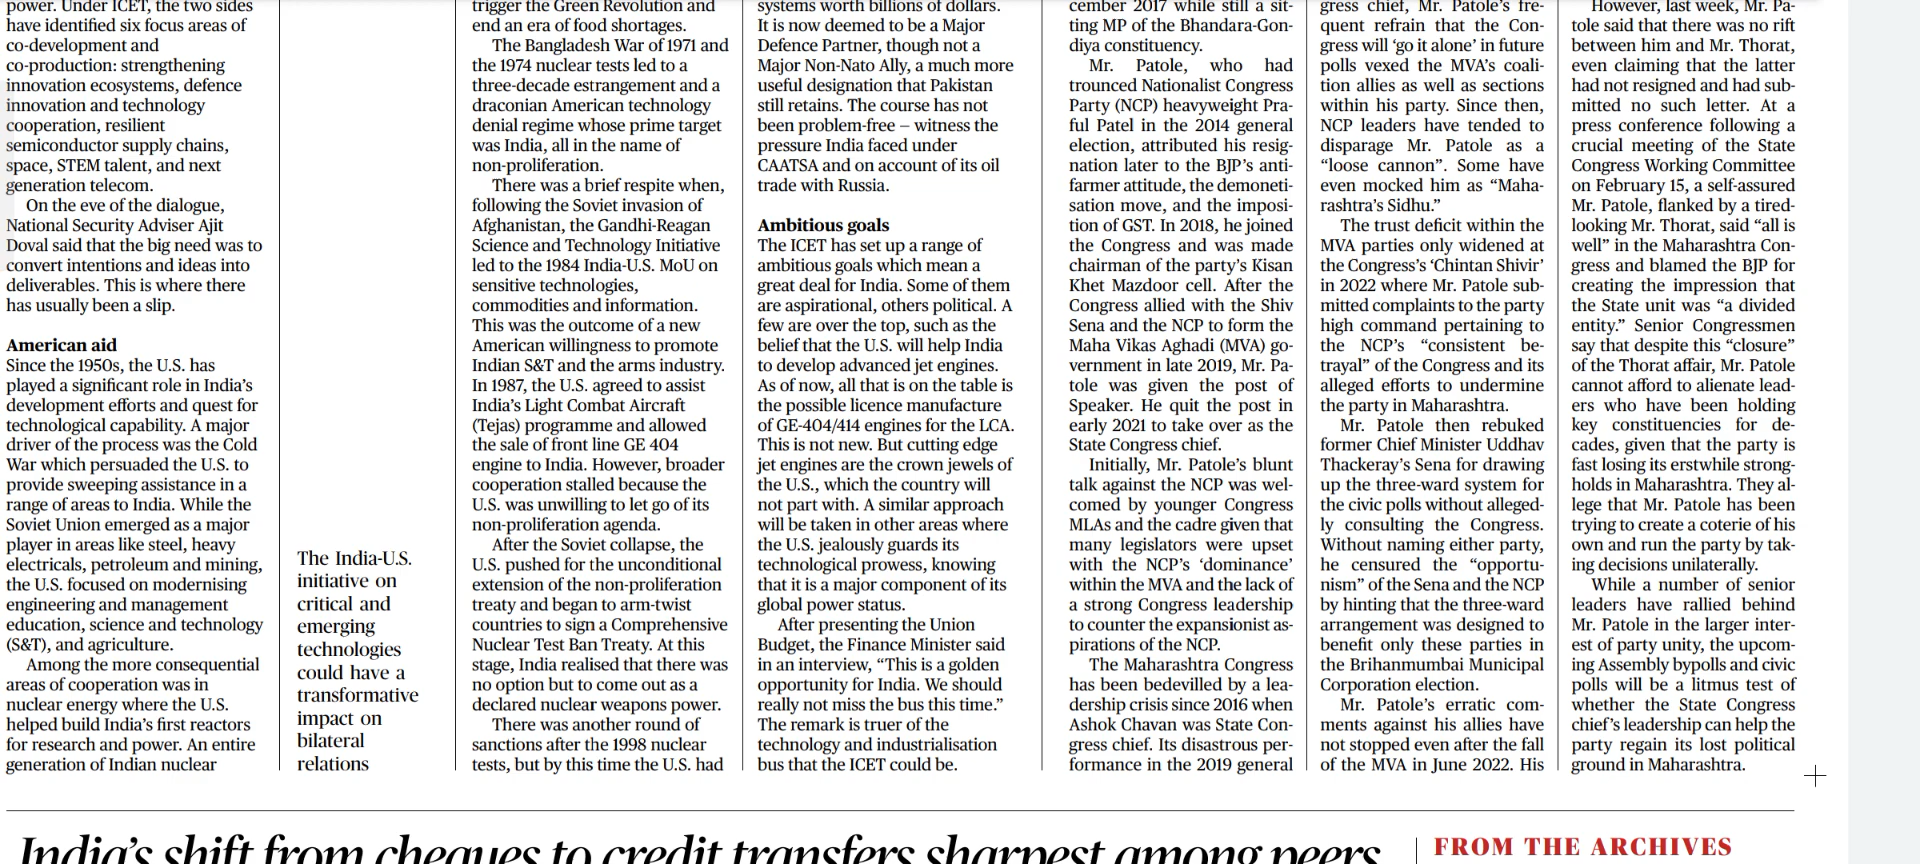 power. Under ICET, the two sides
have identified six focus areas of
co-development and
co-production: strengthening
innovation ecosystems, defence
innovation and technology
cooperation, resilient
semiconductor supply chains,
space, STEM talent, and next
generation telecom.
On the eve of the dialogue,
National Security Adviser Ajit
Doval said that the big need was to
convert intentions and ideas into
deliverables. This is where there
has usually been a slip.
American aid
Since the 1950s, the U.S. has
played a significant role in India's
development efforts and quest for
technological capability. A major
driver of the process was the Cold
War which persuaded the U.S. to
provide sweeping assistance in a
range of areas to India. While the
Soviet Union emerged as a major
player in areas like steel, heavy
electricals, petroleum and mining,
the U.S. focused on modernising
engineering and management
education, science and technology
(S&T), and agriculture.
Among the more consequential
areas of cooperation was in
nuclear energy where the U.S.
helped build India's first reactors
for research and power. An entire
generation of Indian nuclear
The India-U.S.
initiative on
critical and
emerging
technologies
could have a
transformative
impact on
bilateral
relations
trigger the Green Revolution and
end an era of food shortages.
The Bangladesh War of 1971 and
the 1974 nuclear tests led to a
three-decade estrangement and a
draconian American technology
denial regime whose prime target
was India, all in the name of
non-proliferation.
There was a brief respite when,
following the Soviet invasion of
Afghanistan, the Gandhi-Reagan
Science and Technology Initiative
led to the 1984 India-U.S. MoU on
sensitive technologies,
commodities and information.
This was the outcome of a new
American willingness to promote
Indian S&T and the arms industry.
In 1987, the U.S. agreed to assist
India's Light Combat Aircraft
(Tejas) programme and allowed
the sale of front line GE 404
engine to India. However, broader
cooperation stalled because the
U.S. was unwilling to let go of its
non-proliferation agenda.
After the Soviet collapse, the
U.S. pushed for the unconditional
extension of the non-proliferation
treaty and began to arm-twist
countries to sign a Comprehensive
Nuclear Test Ban Treaty. At this
stage, India realised that there was
no option but to come out as a
declared nuclear weapons power.
There was another round of
sanctions after the 1998 nuclear
tests, but by this time the U.S. had
systems worth billions of dollars.
It is now deemed to be a Major
Defence Partner, though not a
Major Non-Nato Ally, a much more
useful designation that Pakistan
still retains. The course has not
been problem-free – witness the
pressure India faced under
CAATSA and on account of its oil
trade with Russia.
Ambitious goals
The ICET has set up a range of
ambitious goals which mean a
great deal for India. Some of them
are aspirational, others political. A
few are over the top, such as the
belief that the U.S. will help India
to develop advanced jet engines.
As of now, all that is on the table is
the possible licence manufacture
of GE-404/414 engines for the LCA.
This is not new. But cutting edge
jet engines are the crown jewels of
the U.S., which the country will
not part with. A similar approach
will be taken in other areas where
the U.S. jealously guards its
technological prowess, knowing
that it is a major component of its
global power status.
After presenting the Union
Budget, the Finance Minister said
in an interview, “This is a golden
opportunity for India. We should
really not miss the bus this time.”
The remark is truer of the
technology and industrialisation
bus that the ICET could be.
cember 2017 while still a sit-
ting MP of the Bhandara-Gon-
diya constituency.
Mr. Patole, who had
trounced Nationalist Congress
Party (NCP) heavyweight Pra-
ful Patel in the 2014 general
election, attributed his resig-
nation later to the BJP's anti-
farmer attitude, the demoneti-
sation move, and the imposi-
tion of GST. In 2018, he joined
the Congress and was made
chairman of the party's Kisan
Khet Mazdoor cell. After the
Congress allied with the Shiv
Sena and the NCP to form the
Maha Vikas Aghadi (MVA) go-
vernment in late 2019, Mr. Pa-
tole was given the post of
Speaker. He quit the post in
early 2021 to take over as the
State Congress chief.
Initially, Mr. Patole's blunt
talk against the NCP was wel-
comed by younger Congress
MLAs and the cadre given that
many legislators were upset
with the NCP's ‘dominance’
within the MVA and the lack of
a strong Congress leadership
to counter the expansionist as-
pirations of the NCP.
The Maharashtra Congress
has been bedevilled by a lea-
dership crisis since 2016 when
Ashok Chavan was State Con-
gress chief. Its disastrous per-
formance in the 2019 general
gress chief, Mr. Patole's fre-
quent refrain that the Con-
gress will ‘go it alone’ in future
polls vexed the MVA's coali-
tion allies as well as sections
within his party. Since then,
NCP leaders have tended to
disparage Mr. Patole as a
“loose cannon”. Some have
even mocked him as “Maha-
rashtra's Sidhu.”
The trust deficit within the
MVA parties only widened at
the Congress's ‘Chintan Shivir’
in 2022 where Mr. Patole sub-
mitted complaints to the party
high command pertaining to
the NCP's “consistent be-
trayal” of the Congress and its
alleged efforts to undermine
the party in Maharashtra.
Mr. Patole then rebuked
former Chief Minister Uddhav
Thackeray's Sena for drawing
up the three-ward system for
the civic polls without alleged-
ly consulting the Congress.
Without naming either party,
he censured the “opportu-
nism” of the Sena and the NCP
by hinting that the three-ward
arrangement was designed to
benefit only these parties in
the Brihanmumbai Municipal
Corporation election.
Mr. Patole's erratic com-
ments against his allies have
not stopped even after the fall
of the MVA in June 2022. His
However, last week, Mr. Pa-
tole said that there was no rift
between him and Mr. Thorat,
even claiming that the latter
had not resigned and had sub-
mitted no such letter. At a
press conference following a
crucial meeting of the State
Congress Working Committee
on February 15, a self-assured
Mr. Patole, flanked by a tired-
looking Mr. Thorat, said “all is
well” in the Maharashtra Con-
gress and blamed the BJP for
creating the impression that
the State unit was “a divided
entity.” Senior Congressmen
say that despite this “closure”
of the Thorat affair, Mr. Patole
cannot afford to alienate lead-
ers who have been holding
key constituencies for de-
cades, given that the party is
fast losing its erstwhile strong-
holds in Maharashtra. They al-
lege that Mr. Patole has been
trying to create a coterie of his
own and run the party by tak-
ing decisions unilaterally.
While a number of senior
leaders have rallied behind
Mr. Patole in the larger inter-
est of party unity, the upcom-
ing Assembly bypolls and civic
polls will be a litmus test of
whether the State Congress
chief's leadership can help the
party regain its lost political
ground in Maharashtra.
India's shift from cheques to credit transfers sharpest among peers
FROM THE ARCHIVES